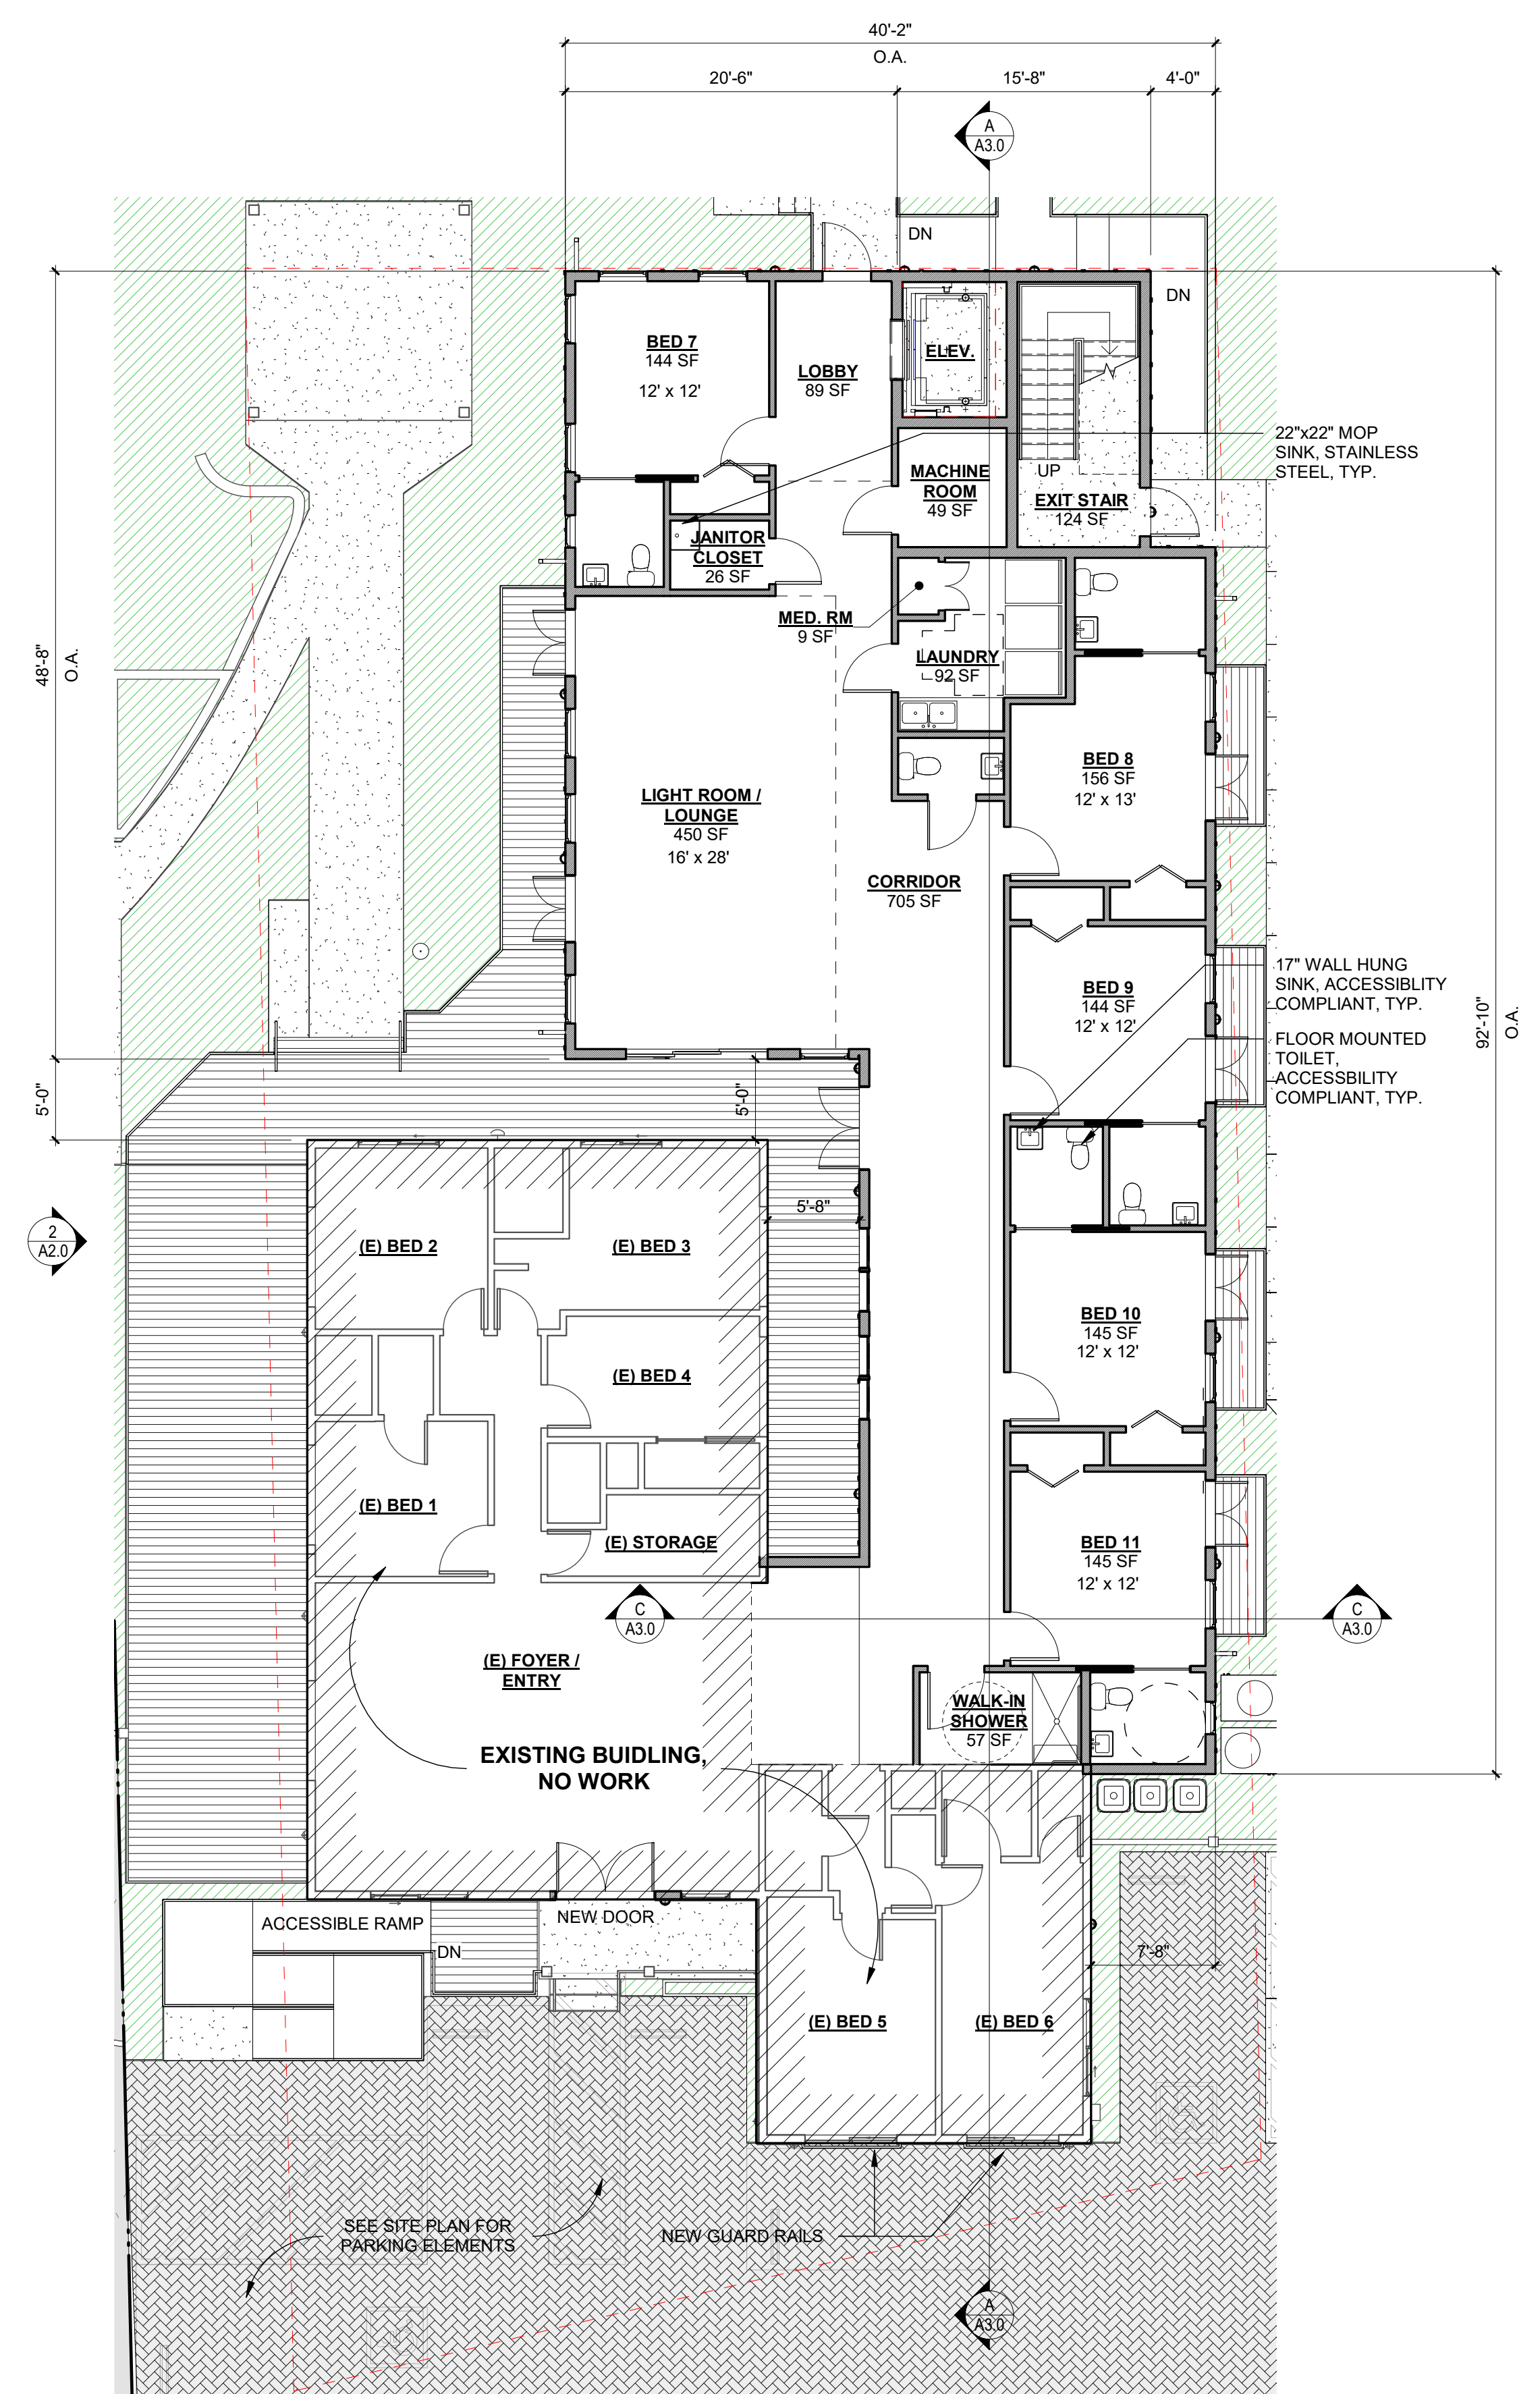 40'-2"
O.A.
20'-6"
15'-8"
4'-0"
A
A3.0
DN
DN
BED 7
144 SF
12' x 12'
LOBBY
89 SF
ELEV.
22"x22" MOP
SINK, STAINLESS
STEEL, TYP.
MACHINE
ROOM
49 SF
UP
EXIT STAIR
124 SF
JANITOR
CLOSET
26 SF
MED. RM
9 SF
LAUNDRY
92 SF
48'-8"
O.A.
BED 8
156 SF
12' x 13'
LIGHT ROOM /
LOUNGE
450 SF
16' x 28'
CORRIDOR
705 SF
17" WALL HUNG
SINK, ACCESSIBLITY
COMPLIANT, TYP.
BED 9
144 SF
12' x 12'
92'-10"
O.A.
FLOOR MOUNTED
TOILET,
ACCESSBILITY
COMPLIANT, TYP.
5'-0"
5'-0"
5'-8"
2
A2.0
(E) BED 2
(E) BED 3
BED 10
145 SF
12' x 12'
(E) BED 4
(E) BED 1
(E) STORAGE
BED 11
145 SF
12' x 12'
C
A3.0
C
A3.0
(E) FOYER /
ENTRY
WALK-IN
SHOWER
57 SF
EXISTING BUIDLING,
NO WORK
ACCESSIBLE RAMP
NEW DOOR
DN
7'-8"
(E) BED 5
(E) BED 6
SEE SITE PLAN FOR
PARKING ELEMENTS
NEW GUARD RAILS
A
A3.0